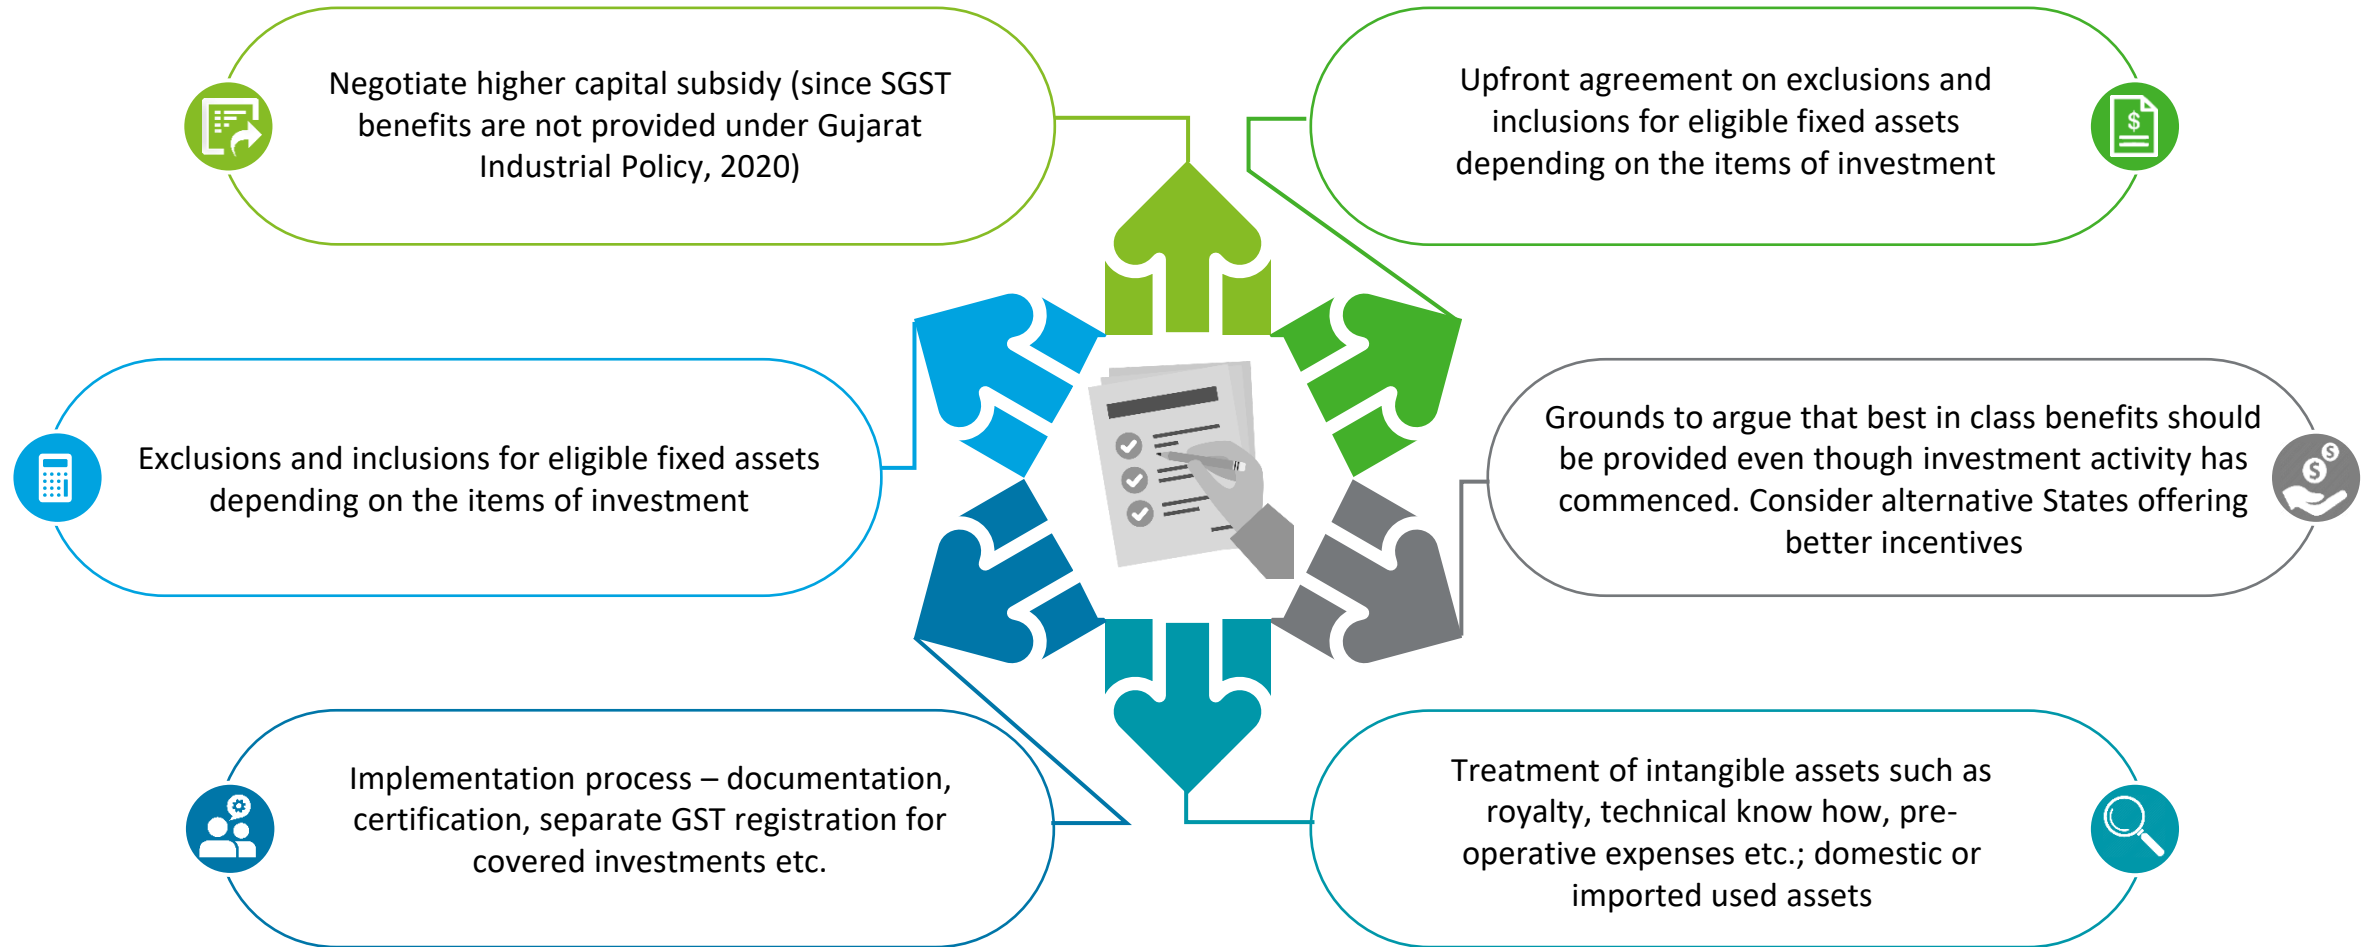 Negotiate higher capital subsidy (since SGST
benefits are not provided under Gujarat
Industrial Policy, 2020)
Upfront agreement on exclusions and
inclusions for eligible fixed assets
depending on the items of investment
Exclusions and inclusions for eligible fixed assets
depending on the items of investment
Grounds to argue that best in class benefits should
be provided even though investment activity has
commenced. Consider alternative States offering
better incentives
Implementation process – documentation,
certification, separate GST registration for
covered investments etc.
Treatment of intangible assets such as
royalty, technical know how, pre-
operative expenses etc.; domestic or
imported used assets